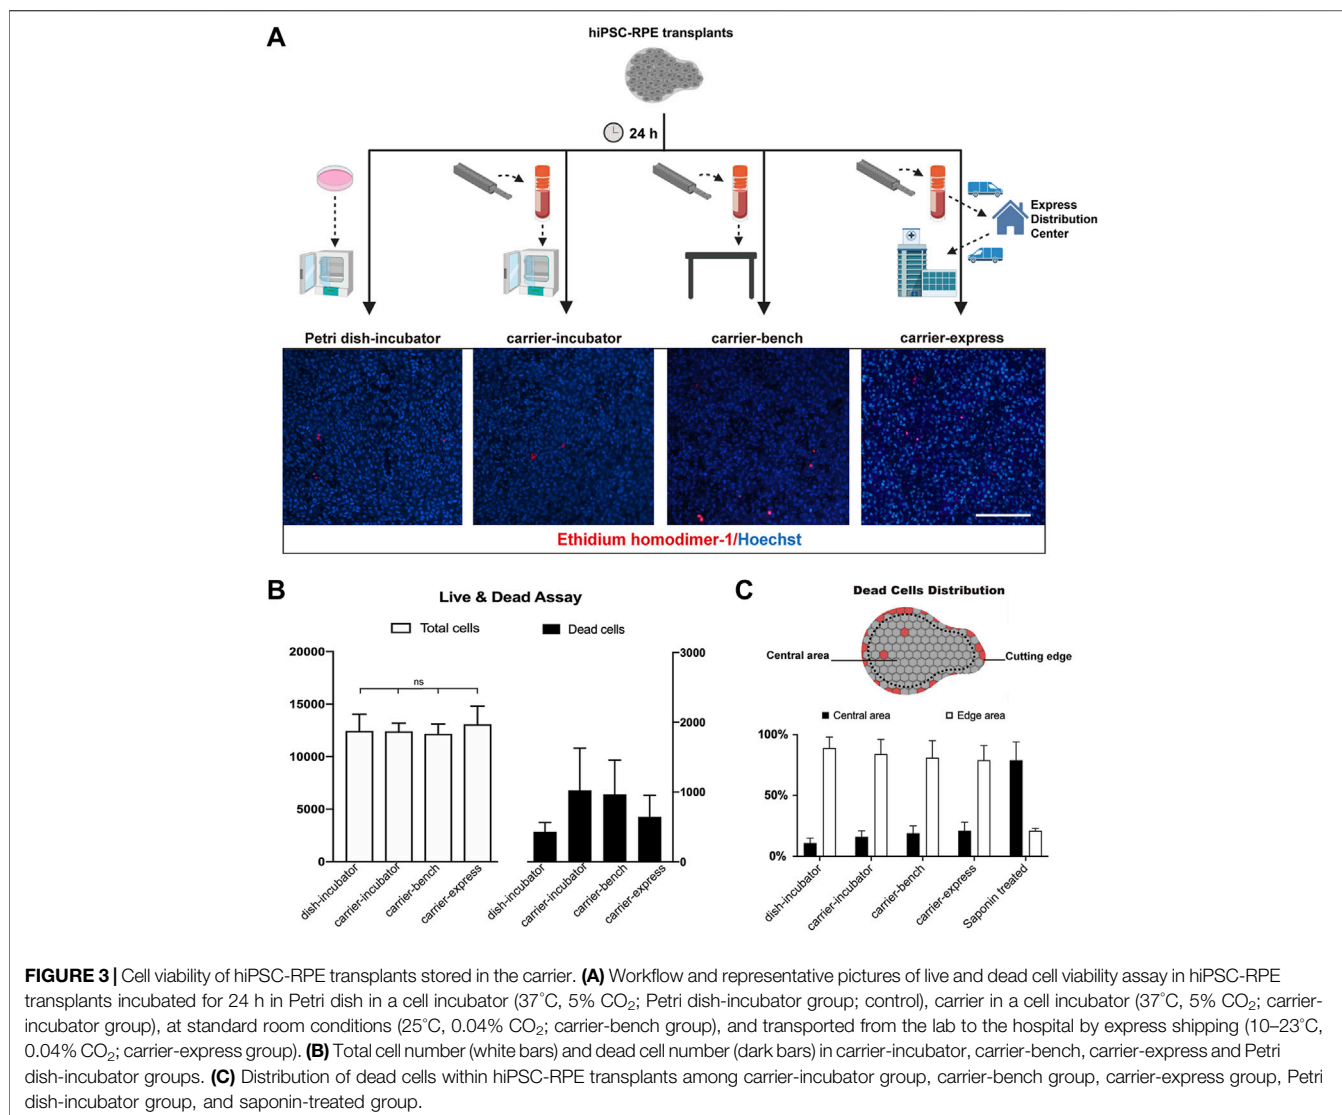 A
hiPSC-RPE transplants
24 h
Express
Distribution
Center
Petri dish-incubator
carrier-incubator
carrier-bench
carrier-express
Ethidium homodimer-1/Hoechst
B
Live & Dead Assay
Total cells
Dead cells
20000
15000
10000
5000
0
ns
3000
2000
1000
0
dish-incubator
carrier-incubator
carrier-bench
carrier-express
dish-incubator
carrier-incubator
carrier-bench
carrier-express
C
Dead Cells Distribution
Central area
Cutting edge
Central area
Edge area
100%
50%
0%
dish-incubator
carrier-incubator
carrier-bench
carrier-express
Saponin treated
FIGURE 3 | Cell viability of hiPSC-RPE transplants stored in the carrier. (A) Workflow and representative pictures of live and dead cell viability assay in hiPSC-RPE
transplants incubated for 24 h in Petri dish in a cell incubator (37°C, 5% CO₂; Petri dish-incubator group; control), carrier in a cell incubator (37°C, 5% CO₂; carrier-
incubator group), at standard room conditions (25°C, 0.04% CO₂; carrier-bench group), and transported from the lab to the hospital by express shipping (10–23°C,
0.04% CO₂; carrier-express group). (B) Total cell number (white bars) and dead cell number (dark bars) in carrier-incubator, carrier-bench, carrier-express and Petri
dish-incubator groups. (C) Distribution of dead cells within hiPSC-RPE transplants among carrier-incubator group, carrier-bench group, carrier-express group, Petri
dish-incubator group, and saponin-treated group.